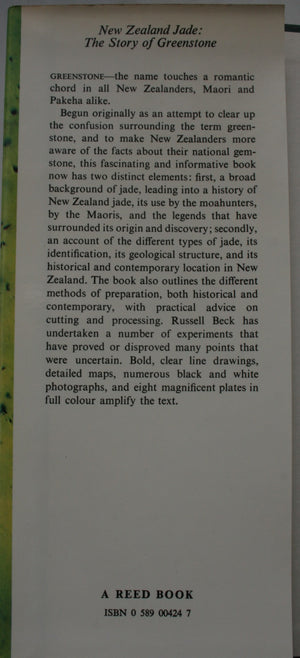 New Zealand Jade:
The Story of Greenstone
GREENSTONE—the name touches a romantic
chord in all New Zealanders, Maori and
Pakeha alike.
Begun originally as an attempt to clear up
the confusion surrounding the term green-
stone, and to make New Zealanders more
aware of the facts about their national gem-
stone, this fascinating and informative book
now has two distinct elements: first, a broad
background of jade, leading into a history of
New Zealand jade, its use by the moahunters,
by the Maoris, and the legends that have
surrounded its origin and discovery; secondly,
an account of the different types of jade, its
identification, its geological structure, and its
historical and contemporary location in New
Zealand. The book also outlines the different
methods of preparation, both historical and
contemporary, with practical advice on
cutting and processing. Russell Beck has
undertaken a number of experiments that
have proved or disproved many points that
were uncertain. Bold, clear line drawings,
detailed maps, numerous black and white
photographs, and eight magnificent plates in
full colour amplify the text.
A REED BOOK
ISBN 0 589 00424 7